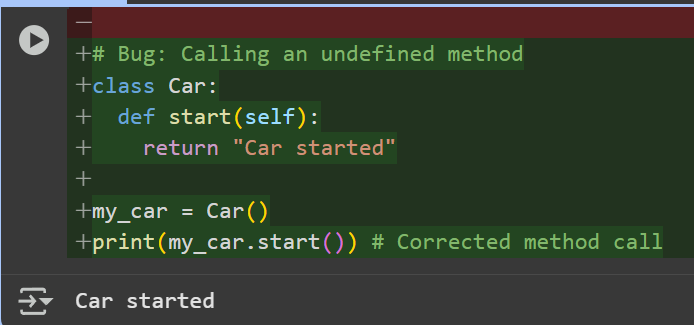 -
+# Bug: Calling an undefined method
+class Car:
+  def start(self):
+    return "Car started"
+
+my_car = Car()
+print(my_car.start()) # Corrected method call
Car started